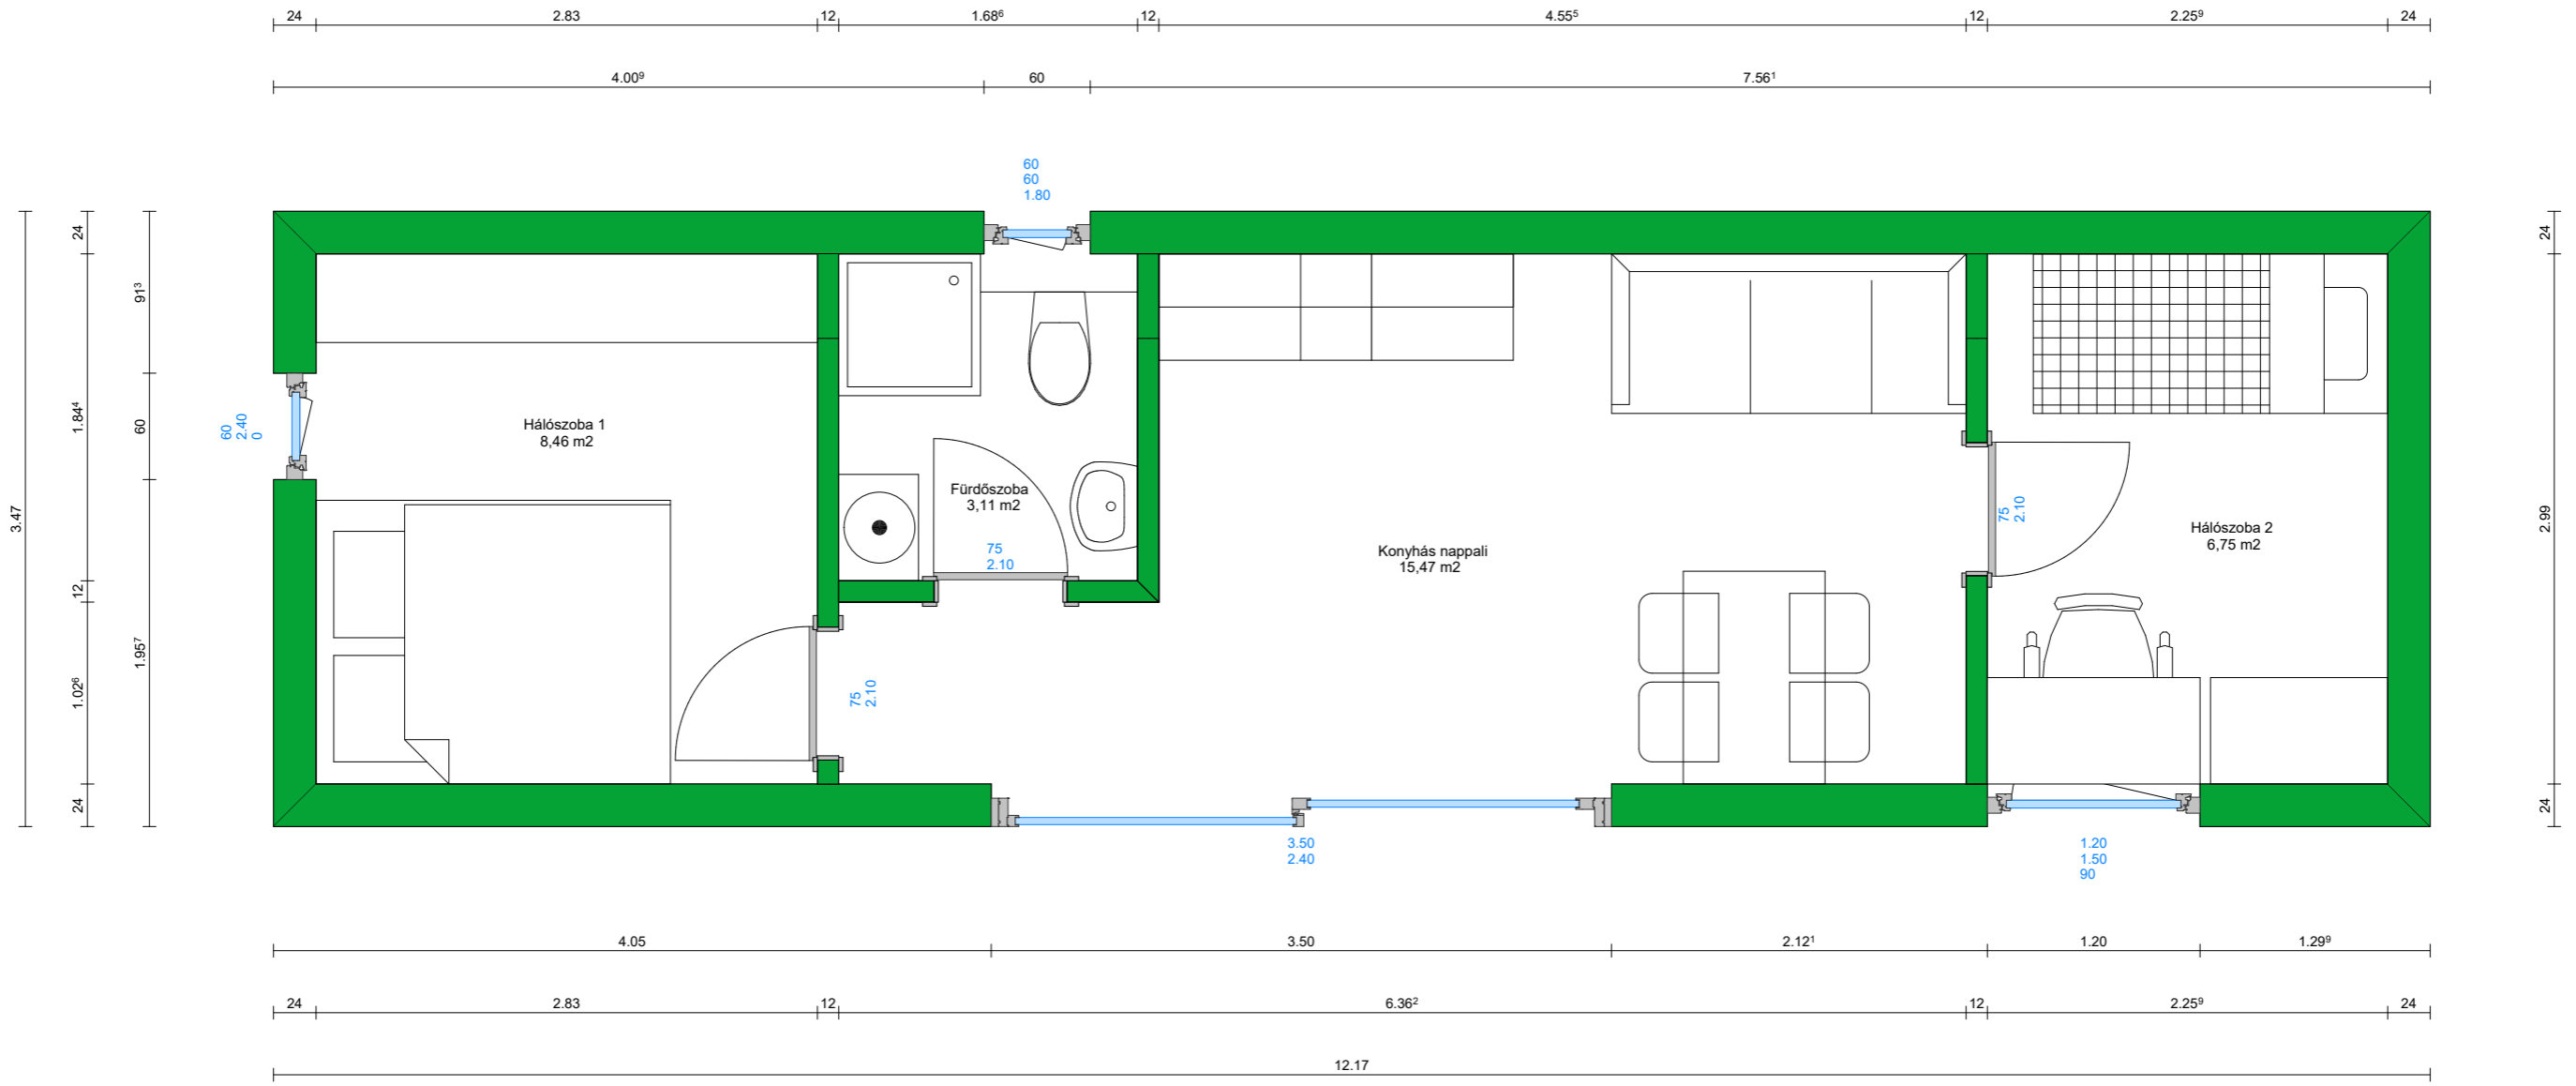 24 2.83 12 1.68⁶ 12 4.55⁵ 12 2.25⁹ 24
4.00⁹ 60 7.56¹
60
60
1.80
3.47
24
1.84⁴
12
1.02⁶
24
91³
60
1.95⁷
60
2.40
0
Hálószoba 1
8,46 m2
Fürdőszoba
3,11 m2
75
2.10
75
2.10
Konyhás nappali
15,47 m2
75
2.10
Hálószoba 2
6,75 m2
24
2.99
24
3.50
2.40
1.20
1.50
90
4.05 3.50 2.12¹ 1.20 1.29⁹
24 2.83 12 6.36² 12 2.25⁹ 24
12.17